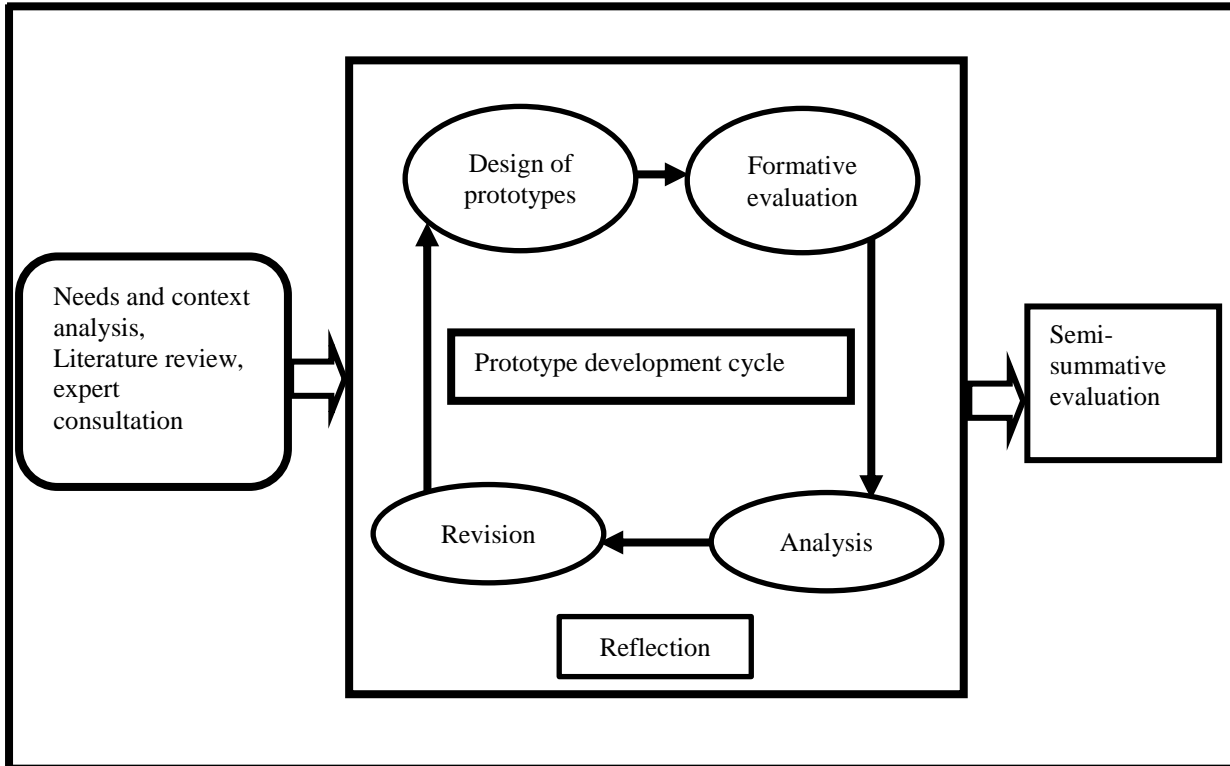 Needs and context
analysis,
Literature review,
expert
consultation
Design of
prototypes
Formative
evaluation
Prototype development cycle
Revision
Analysis
Reflection
Semi-
summative
evaluation